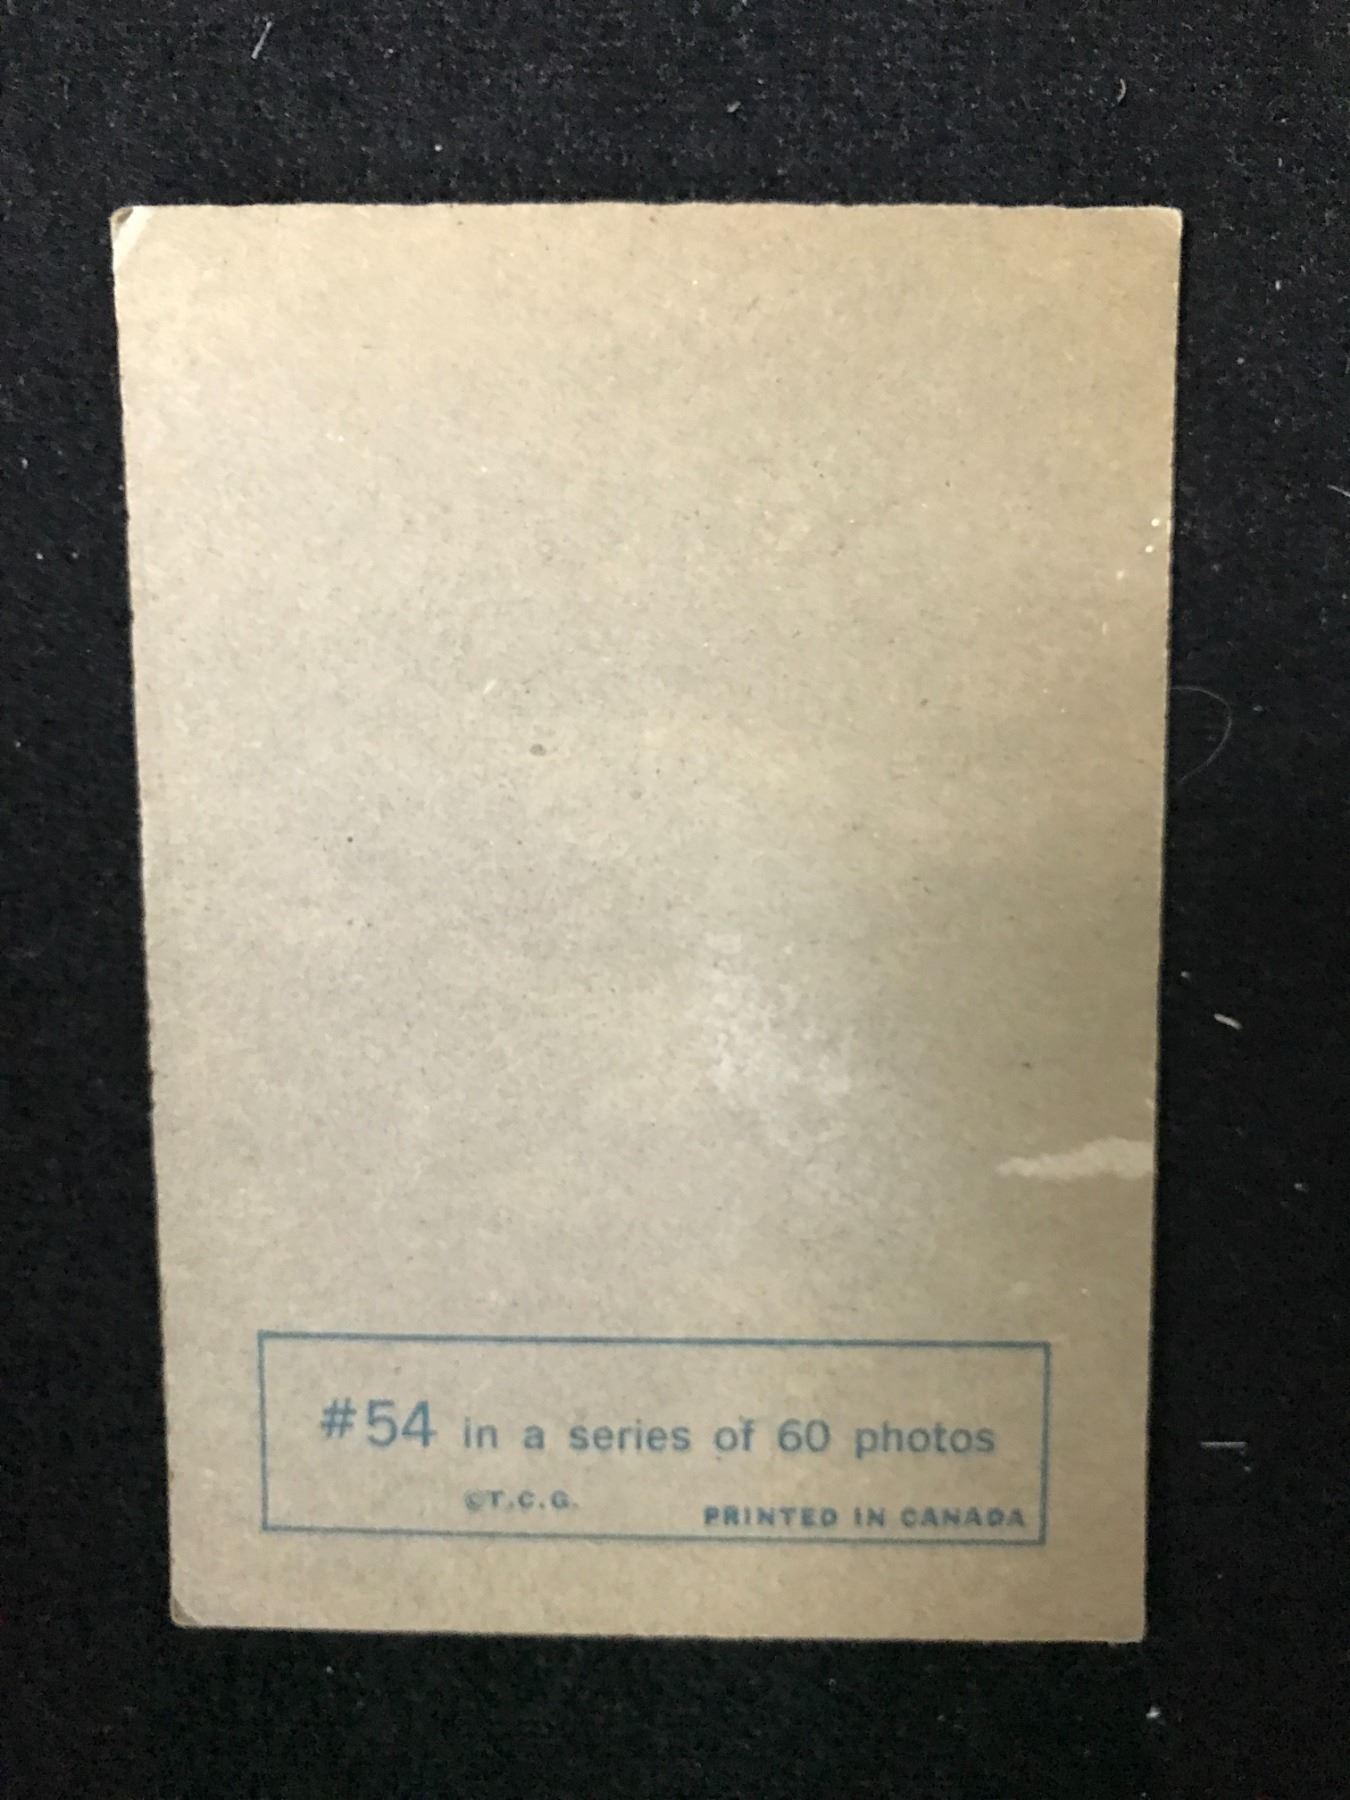 #54 in a series of 60 photos
©T.C.G.
PRINTED IN CANADA